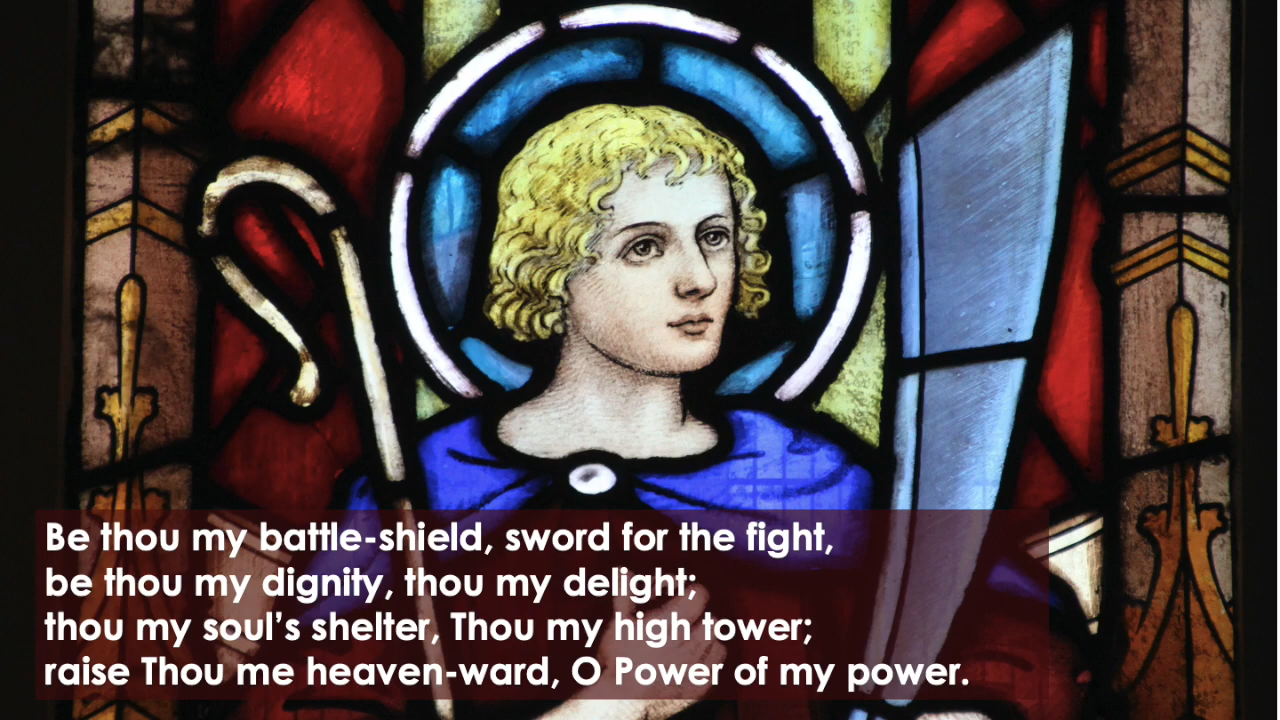 Be thou my battle-shield, sword for the fight,
be thou my dignity, thou my delight;
thou my soul’s shelter, Thou my high tower;
raise Thou me heaven-ward, O Power of my power.